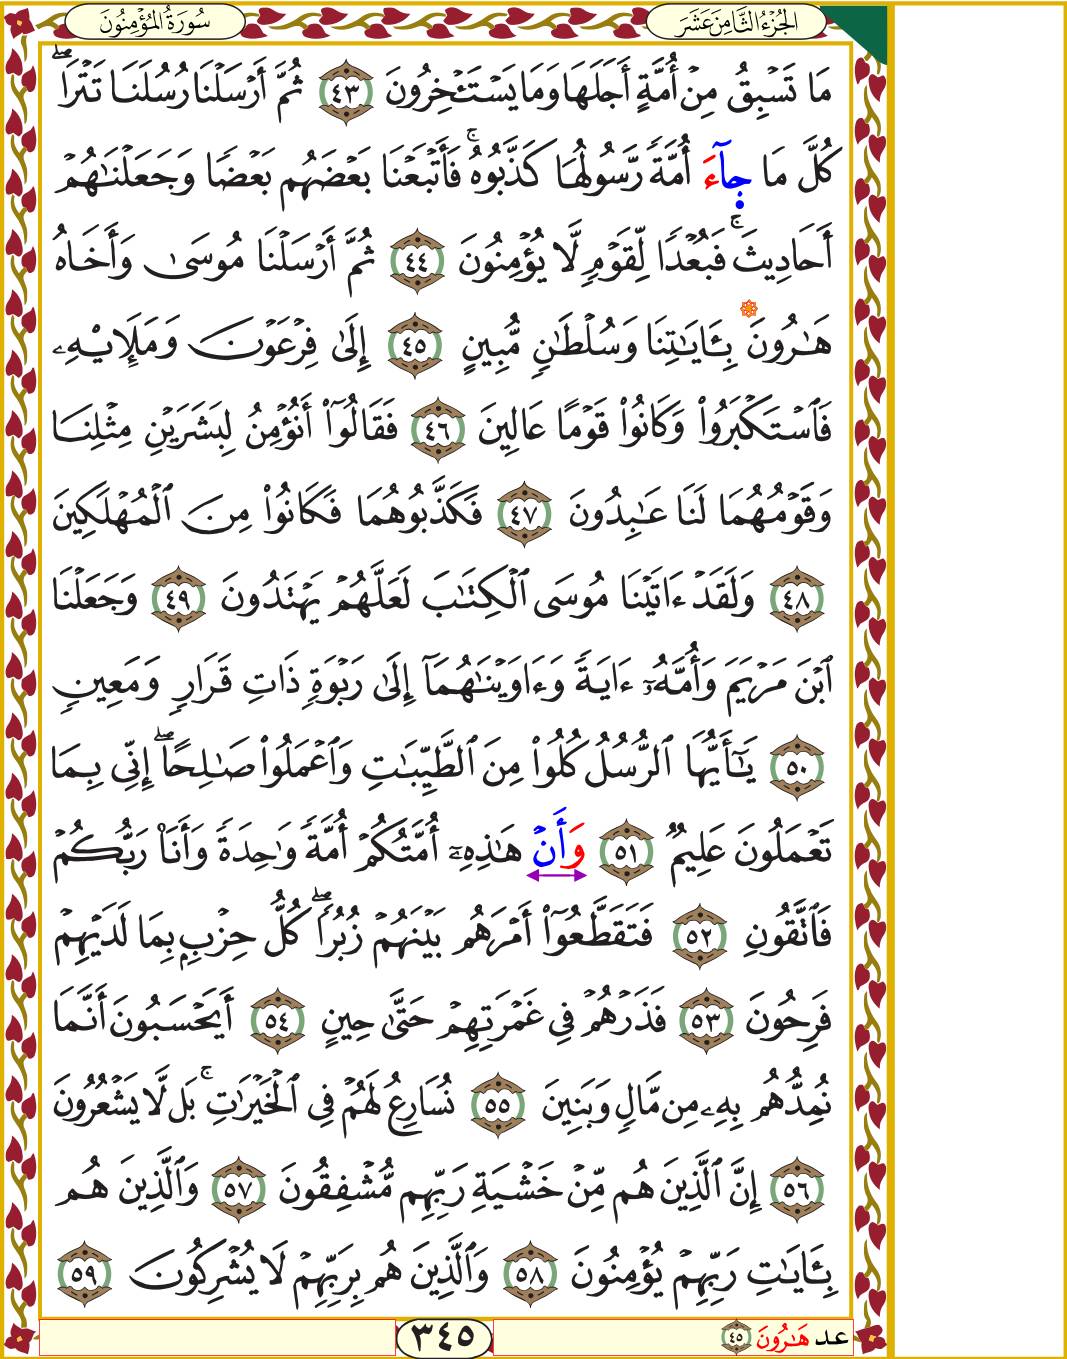 الجُزْءُ الثَّامِنَ عَشَرَ
سُورَةُ المُؤْمِنُونَ
مَا تَسْبِقُ مِنْ أُمَّةٍ أَجَلَهَا وَمَا يَسْتَـْٔخِرُونَ ٤٣ ثُمَّ أَرْسَلْنَا رُسُلَنَا تَتْرَاۖ
كُلَّ مَا جَآءَ أُمَّةً رَّسُولُهَا كَذَّبُوهُۚ فَأَتْبَعْنَا بَعْضَهُم بَعْضًا وَجَعَلْنَـٰهُمْ
أَحَادِيثَۚ فَبُعْدًا لِّقَوْمٍ لَّا يُؤْمِنُونَ ٤٤ ثُمَّ أَرْسَلْنَا مُوسَىٰ وَأَخَاهُ
هَـٰرُونَ بِـَٔايَـٰتِنَا وَسُلْطَـٰنٍ مُّبِينٍ ٤٥ إِلَىٰ فِرْعَوْنَ وَمَلَإِيْهِۦ
فَٱسْتَكْبَرُوا۟ وَكَانُوا۟ قَوْمًا عَالِينَ ٤٦ فَقَالُوٓا۟ أَنُؤْمِنُ لِبَشَرَيْنِ مِثْلِنَا
وَقَوْمُهُمَا لَنَا عَـٰبِدُونَ ٤٧ فَكَذَّبُوهُمَا فَكَانُوا۟ مِنَ ٱلْمُهْلَكِينَ
٤٨ وَلَقَدْ ءَاتَيْنَا مُوسَى ٱلْكِتَـٰبَ لَعَلَّهُمْ يَهْتَدُونَ ٤٩ وَجَعَلْنَا
ٱبْنَ مَرْيَمَ وَأُمَّهُۥٓ ءَايَةً وَءَاوَيْنَـٰهُمَآ إِلَىٰ رَبْوَةٍ ذَاتِ قَرَارٍ وَمَعِينٍ
٥٠ يَـٰٓأَيُّهَا ٱلرُّسُلُ كُلُوا۟ مِنَ ٱلطَّيِّبَـٰتِ وَٱعْمَلُوا۟ صَـٰلِحًاۖ إِنِّى بِمَا
تَعْمَلُونَ عَلِيمٌ ٥١ وَأَنْ هَـٰذِهِۦٓ أُمَّتُكُمْ أُمَّةً وَٰحِدَةً وَأَنَا۠ رَبُّكُمْ
فَٱتَّقُونِ ٥٢ فَتَقَطَّعُوٓا۟ أَمْرَهُم بَيْنَهُمْ زُبُرًاۖ كُلُّ حِزْبٍۭ بِمَا لَدَيْهِمْ
فَرِحُونَ ٥٣ فَذَرْهُمْ فِى غَمْرَتِهِمْ حَتَّىٰ حِينٍ ٥٤ أَيَحْسَبُونَ أَنَّمَا
نُمِدُّهُم بِهِۦ مِن مَّالٍ وَبَنِينَ ٥٥ نُسَارِعُ لَهُمْ فِى ٱلْخَيْرَٰتِۚ بَل لَّا يَشْعُرُونَ
٥٦ إِنَّ ٱلَّذِينَ هُم مِّنْ خَشْيَةِ رَبِّهِم مُّشْفِقُونَ ٥٧ وَٱلَّذِينَ هُم
بِـَٔايَـٰتِ رَبِّهِمْ يُؤْمِنُونَ ٥٨ وَٱلَّذِينَ هُم بِرَبِّهِمْ لَا يُشْرِكُونَ ٥٩
عد هَـٰرُونَ ٤٥
٣٤٥